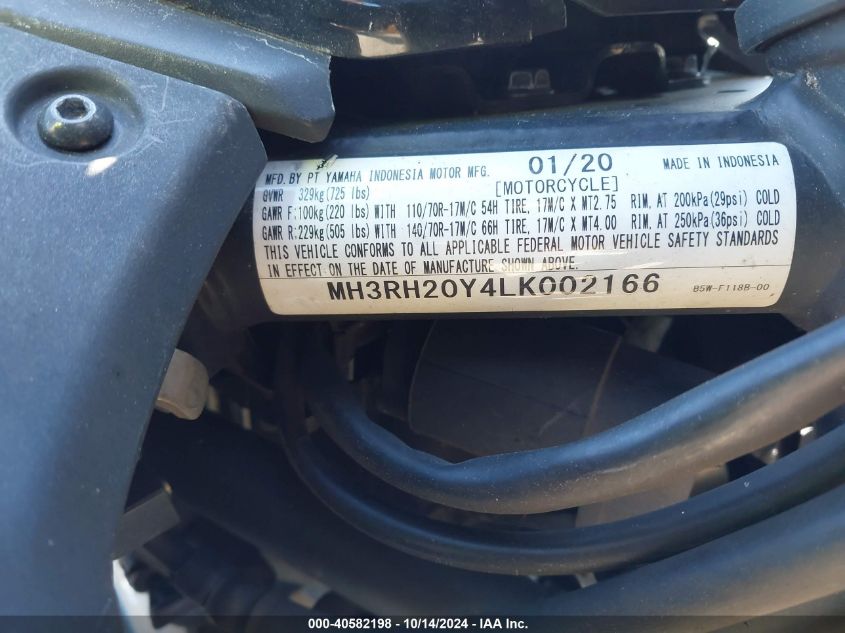 MFD. BY PT YAMAHA INDONESIA MOTOR MFG. 01/20 MADE IN INDONESIA
GVWR 329kg(725 lbs) [MOTORCYCLE]
GAWR F:100kg(220 lbs)WITH 110/70R-17M/C 54H TIRE, 17M/C X MT2.75 RIM, AT 200kPa(29psi) COLD
GAWR R:229kg(505 lbs)WITH 140/70R-17M/C 66H TIRE, 17M/C X MT4.00 RIM, AT 250kPa(36psi) COLD
THIS VEHICLE CONFORMS TO ALL APPLICABLE FEDERAL MOTOR VEHICLE SAFETY STANDARDS
IN EFFECT ON THE DATE OF MANUFACTURE SHOWN ABOVE.
MH3RH20Y4LK002166 B5W-F118B-00
000-40582198 - 10/14/2024 - IAA Inc.